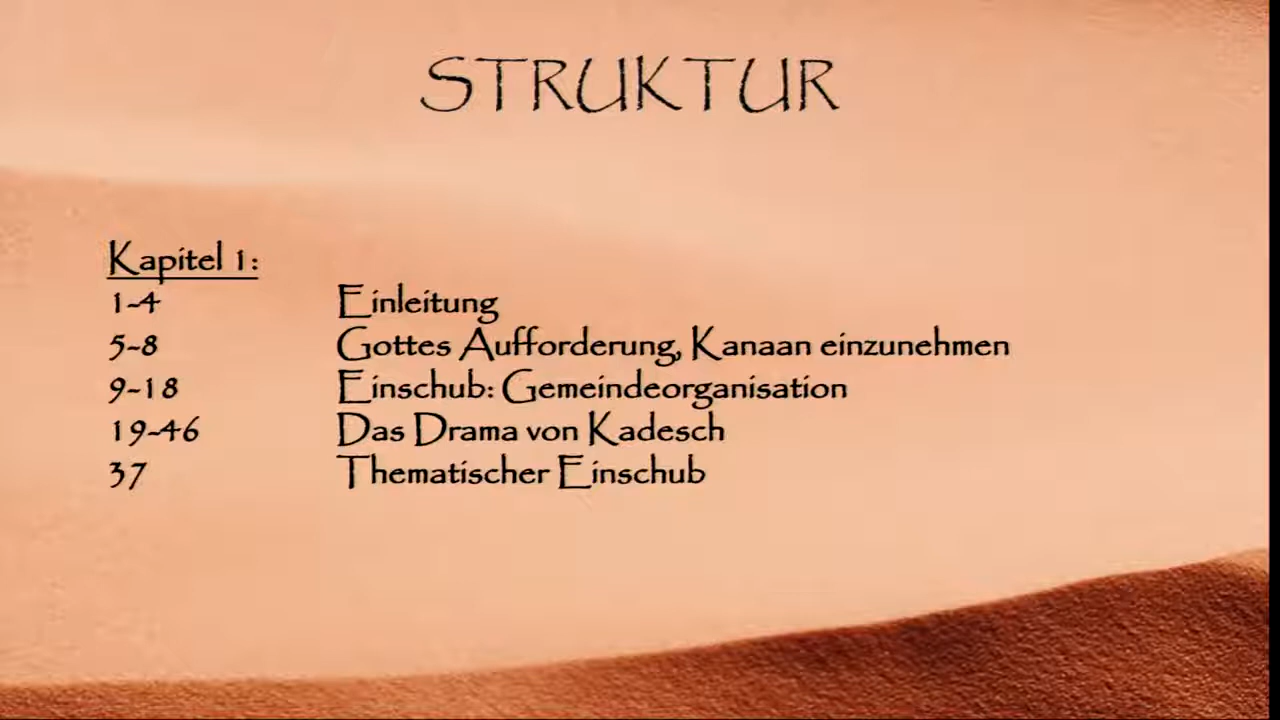 STRUKTUR
Kapitel 1:
1-4 Einleitung
5-8 Gottes Aufforderung, Kanaan einzunehmen
9-18 Einschub: Gemeindeorganisation
19-46 Das Drama von Kadesch
37 Thematischer Einschub